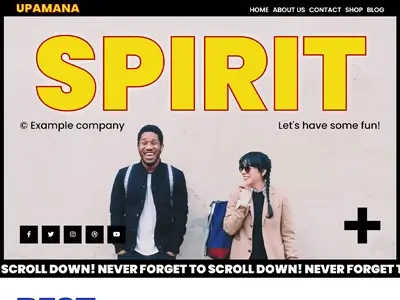 UPAMANA
HOME ABOUT US CONTACT SHOP BLOG
SPIRIT
© Example company
Let's have some fun!
SCROLL DOWN! NEVER FORGET TO SCROLL DOWN! NEVER FORGET T